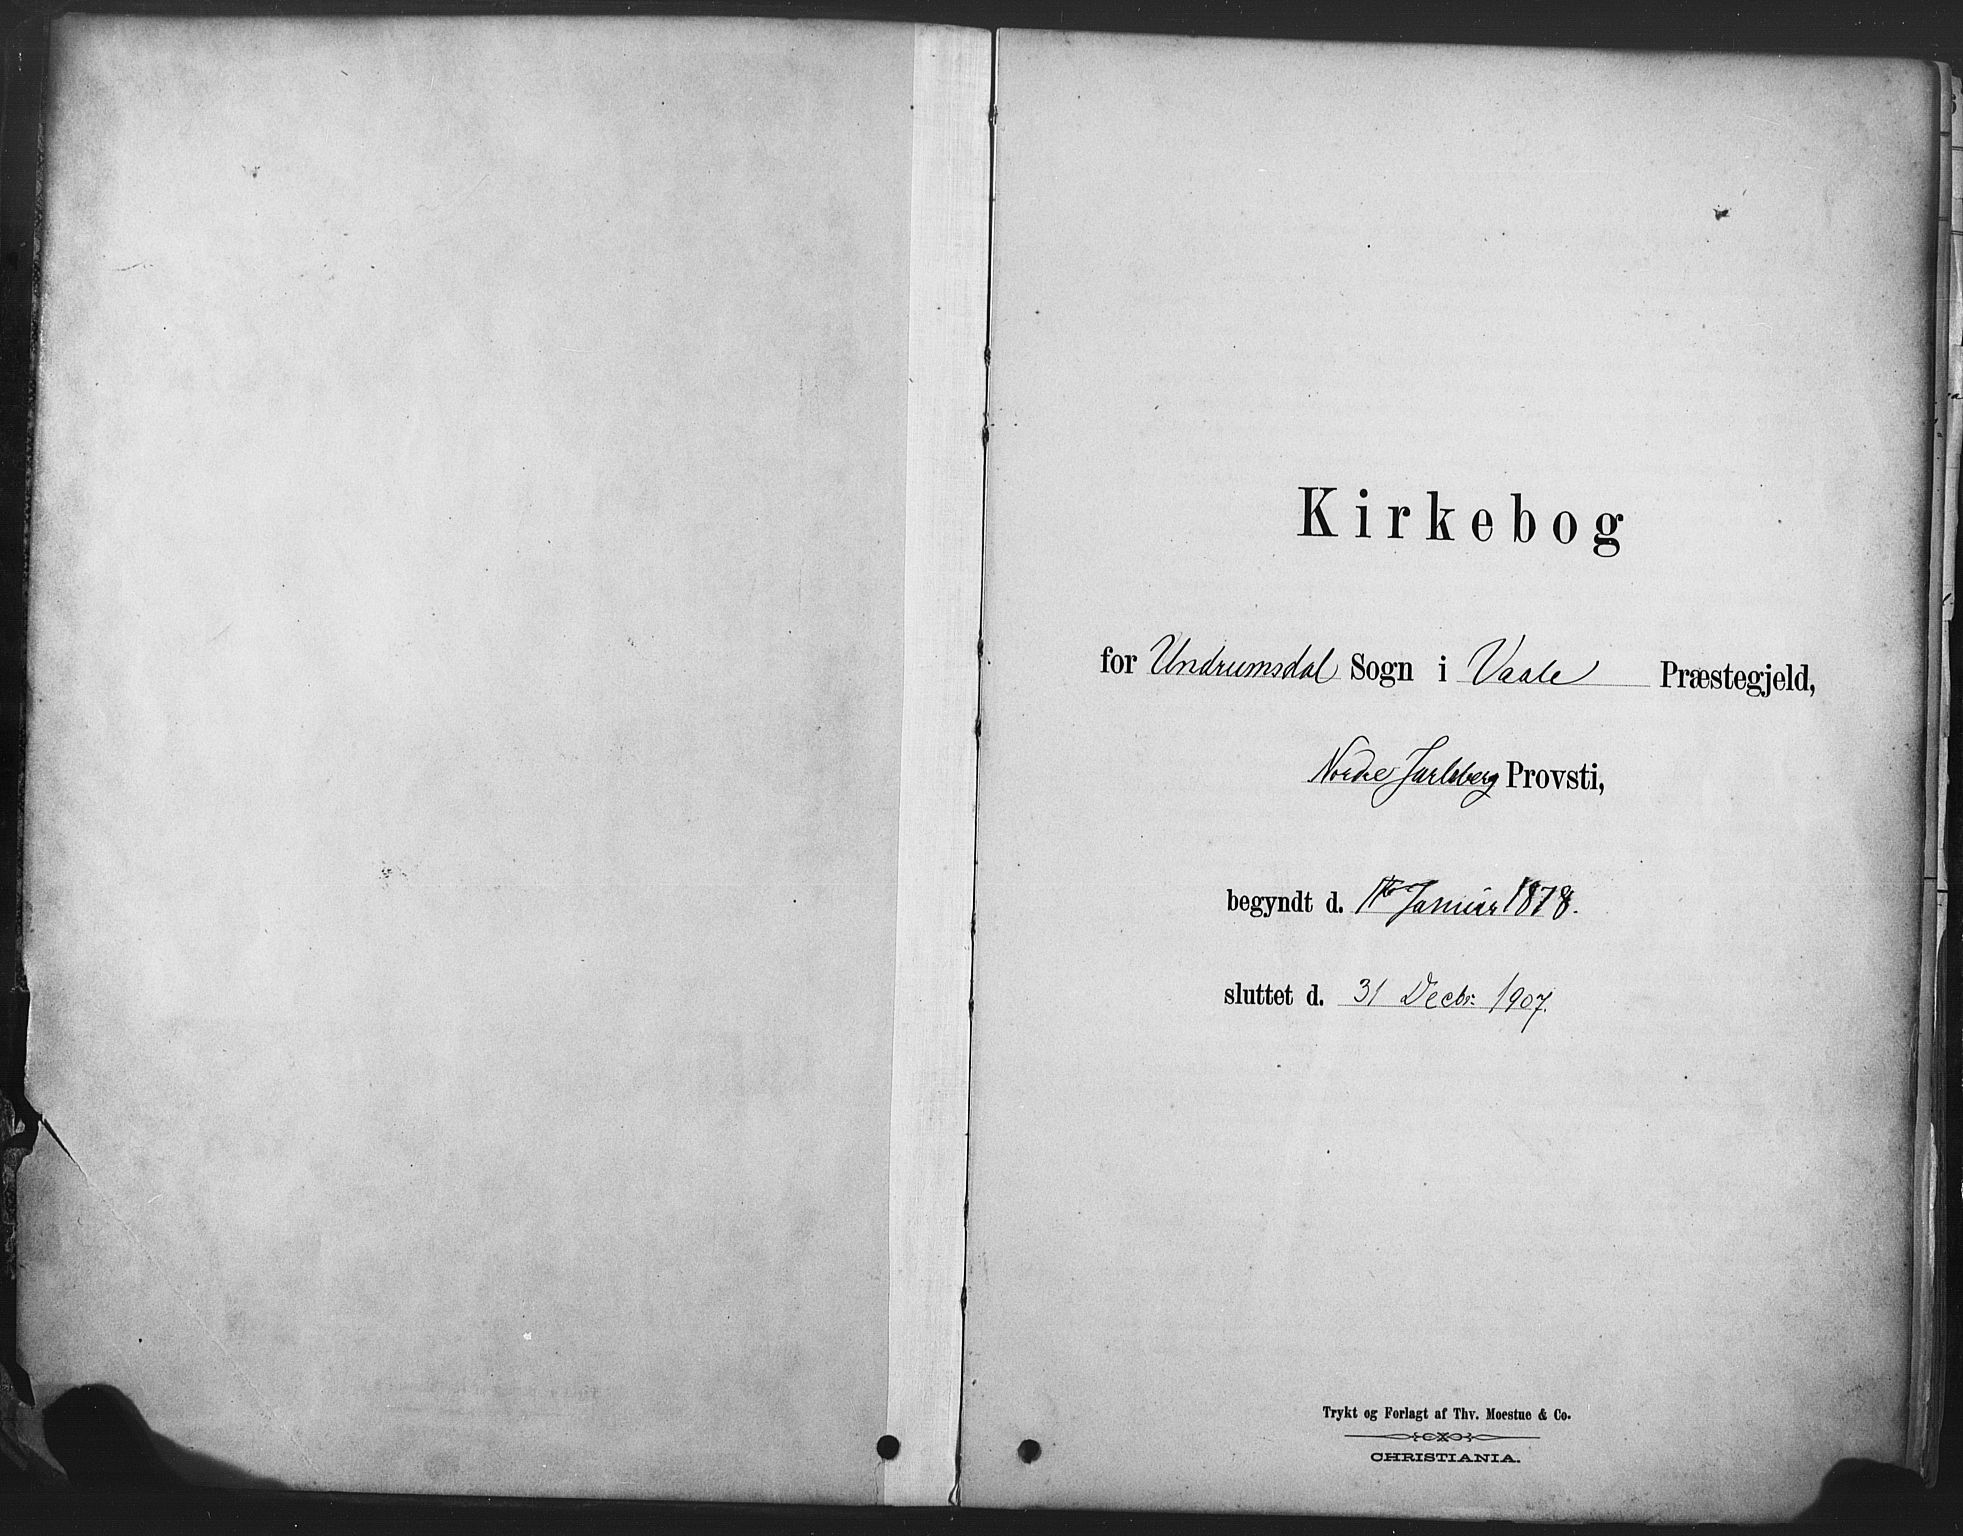 Kirkebog
for Undrumsdal Sogn i Vaale Præstegjeld,
Nordre Jarlsberg Provsti,
begyndt d. 1ste Januar 1878.
sluttet d. 31 Decbr. 1907.
Trykt og Forlagt af Thv. Moestue & Co.
CHRISTIANIA.